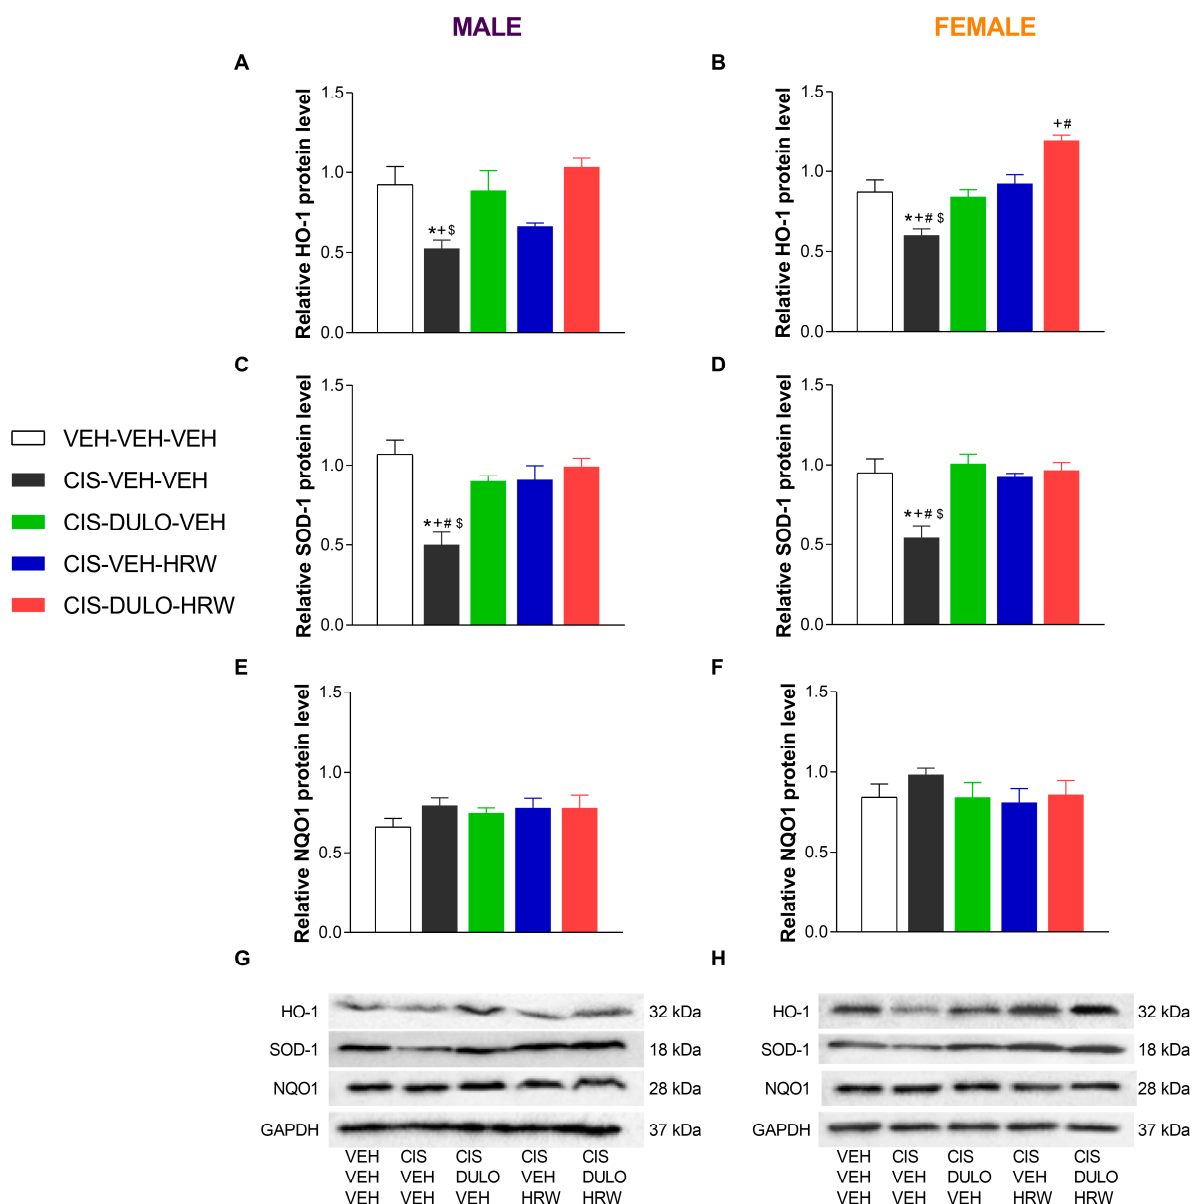 MALE
FEMALE
A
B
Relative HO-1 protein level
1.5
1.0
0.5
0.0
*+$
Relative HO-1 protein level
1.5
1.0
0.5
0.0
*+# $
+#
C
D
Relative SOD-1 protein level
1.5
1.0
0.5
0.0
*+# $
Relative SOD-1 protein level
1.5
1.0
0.5
0.0
*+# $
VEH-VEH-VEH
CIS-VEH-VEH
CIS-DULO-VEH
CIS-VEH-HRW
CIS-DULO-HRW
E
F
Relative NQO1 protein level
1.5
1.0
0.5
0.0
Relative NQO1 protein level
1.5
1.0
0.5
0.0
G
H
HO-1 32 kDa
SOD-1 18 kDa
NQO1 28 kDa
GAPDH 37 kDa
VEH CIS CIS CIS CIS
VEH VEH DULO VEH DULO
VEH VEH VEH HRW HRW
HO-1 32 kDa
SOD-1 18 kDa
NQO1 28 kDa
GAPDH 37 kDa
VEH CIS CIS CIS CIS
VEH VEH DULO VEH DULO
VEH VEH VEH HRW HRW